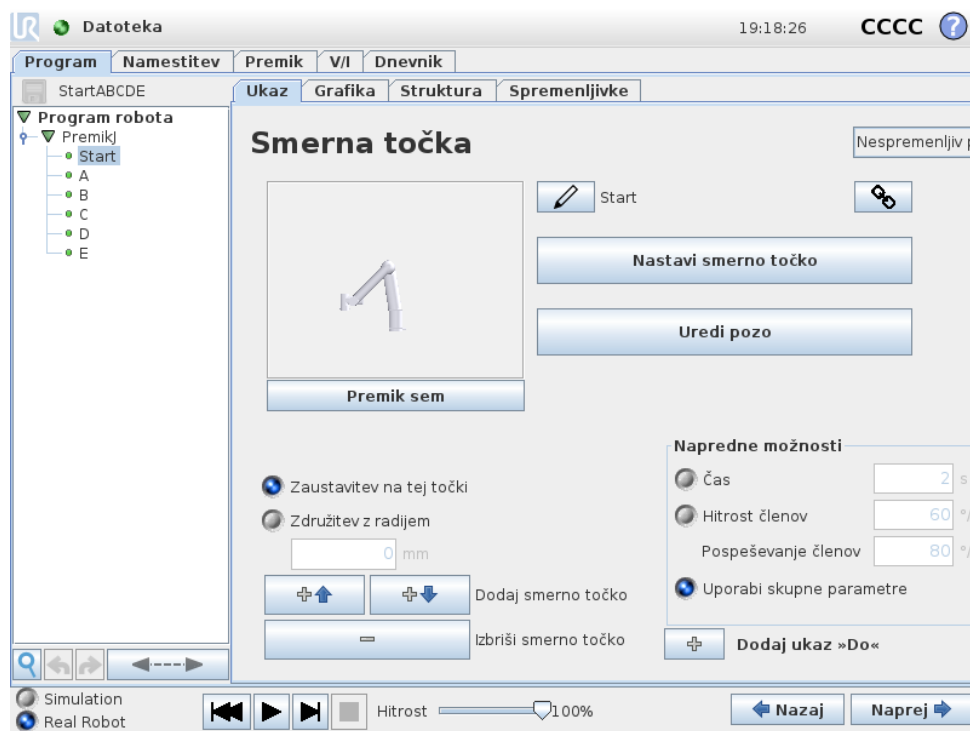 UR Datoteka 19:18:26 CCCC ?
Program Namestitev Premik V/I Dnevnik
StartABCDE Ukaz Grafika Struktura Spremenljivke
Program robota
PremikJ
Start
A
B
C
D
E
Smerna točka
Nespremenljiv p
Start
Nastavi smerno točko
Uredi pozo
Premik sem
Zaustavitev na tej točki
Združitev z radijem
0 mm
Dodaj smerno točko
Izbriši smerno točko
Napredne možnosti
Čas 2 s
Hitrost členov 60 °/
Pospeševanje členov 80 °/
Uporabi skupne parametre
Dodaj ukaz »Do«
Simulation
Real Robot
Hitrost 100%
Nazaj Naprej